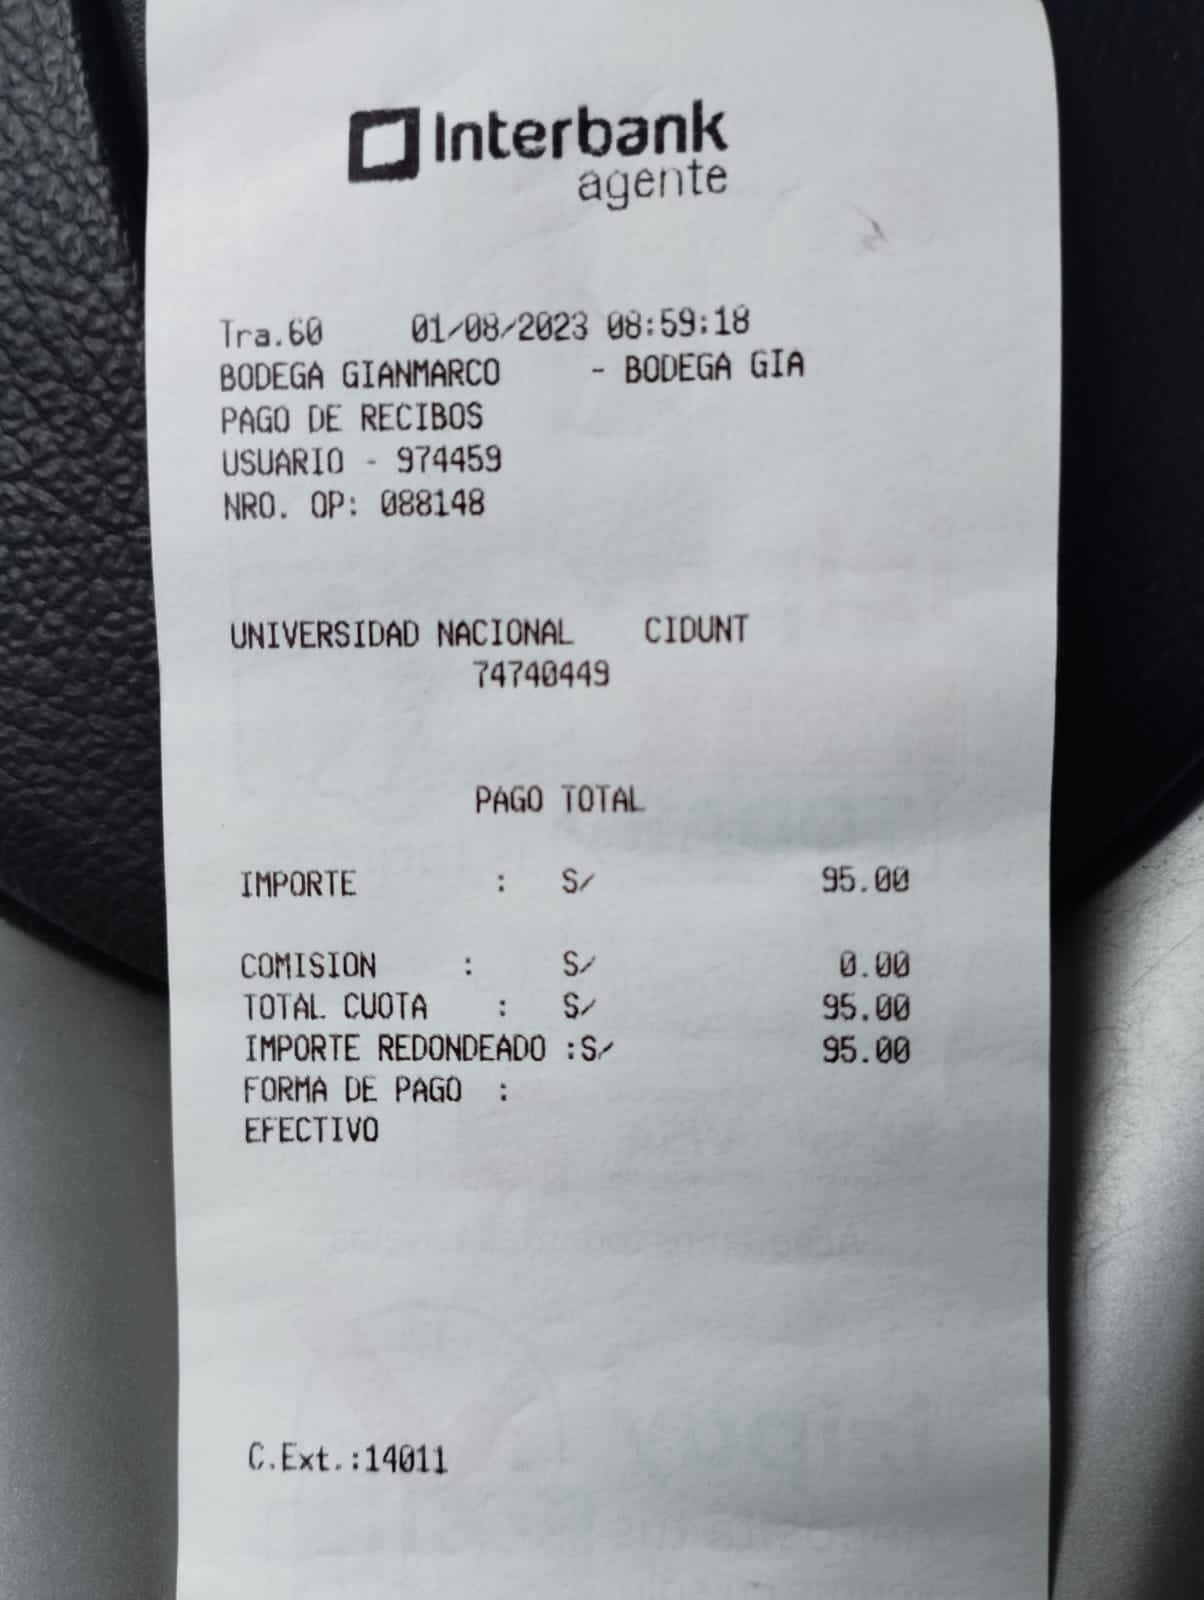 Interbank
agente
Tra.60 01/08/2023 08:59:18
BODEGA GIANMARCO - BODEGA GIA
PAGO DE RECIBOS
USUARIO - 974459
NRO. OP: 088148
UNIVERSIDAD NACIONAL CIDUNT
74740449
PAGO TOTAL
IMPORTE : S/ 95.00
COMISION : S/ 0.00
TOTAL CUOTA : S/ 95.00
IMPORTE REDONDEADO :S/ 95.00
FORMA DE PAGO :
EFECTIVO
C.Ext.:14011